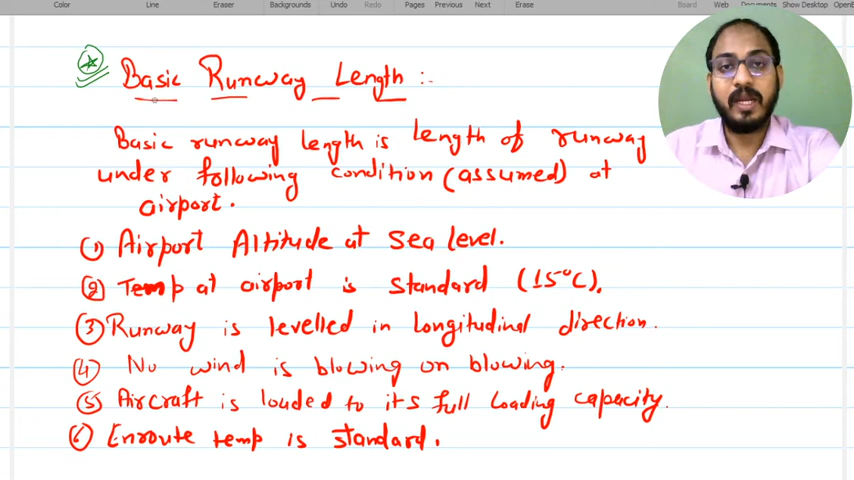 Color Line Eraser Backgrounds Undo Redo Pages Previous Next Erase Board Web Documents Show Desktop
Basic Runway Length :-
Basic runway length is length of runway
under following condition (assumed) at
airport.
① Airport Altitude at sea level.
② Temp at airport is standard (15°C).
③ Runway is levelled in longitudinal direction.
④ No wind is blowing on blowing.
⑤ Aircraft is loaded to it's full loading capacity.
⑥ Enroute temp is standard.